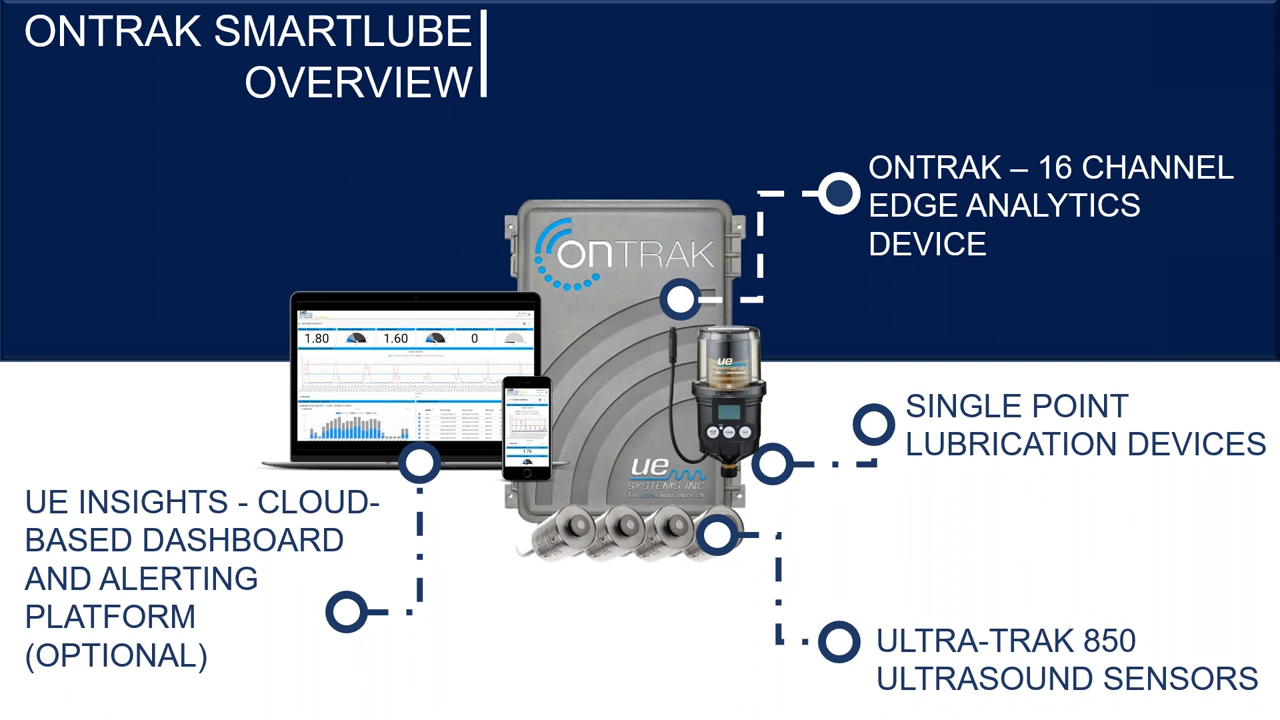 ONTRAK SMARTLUBE
OVERVIEW
ONTRAK – 16 CHANNEL
EDGE ANALYTICS
DEVICE
onTRAK
1.80
1.60
0
ue
ue
SYSTEMS INC
SINGLE POINT
LUBRICATION DEVICES
UE INSIGHTS - CLOUD-
BASED DASHBOARD
AND ALERTING
PLATFORM
(OPTIONAL)
ULTRA-TRAK 850
ULTRASOUND SENSORS